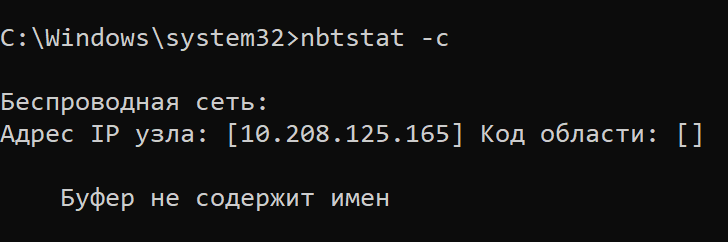 C:\Windows\system32>nbtstat -c
Беспроводная сеть:
Адрес IP узла: [10.208.125.165] Код области: []
Буфер не содержит имен